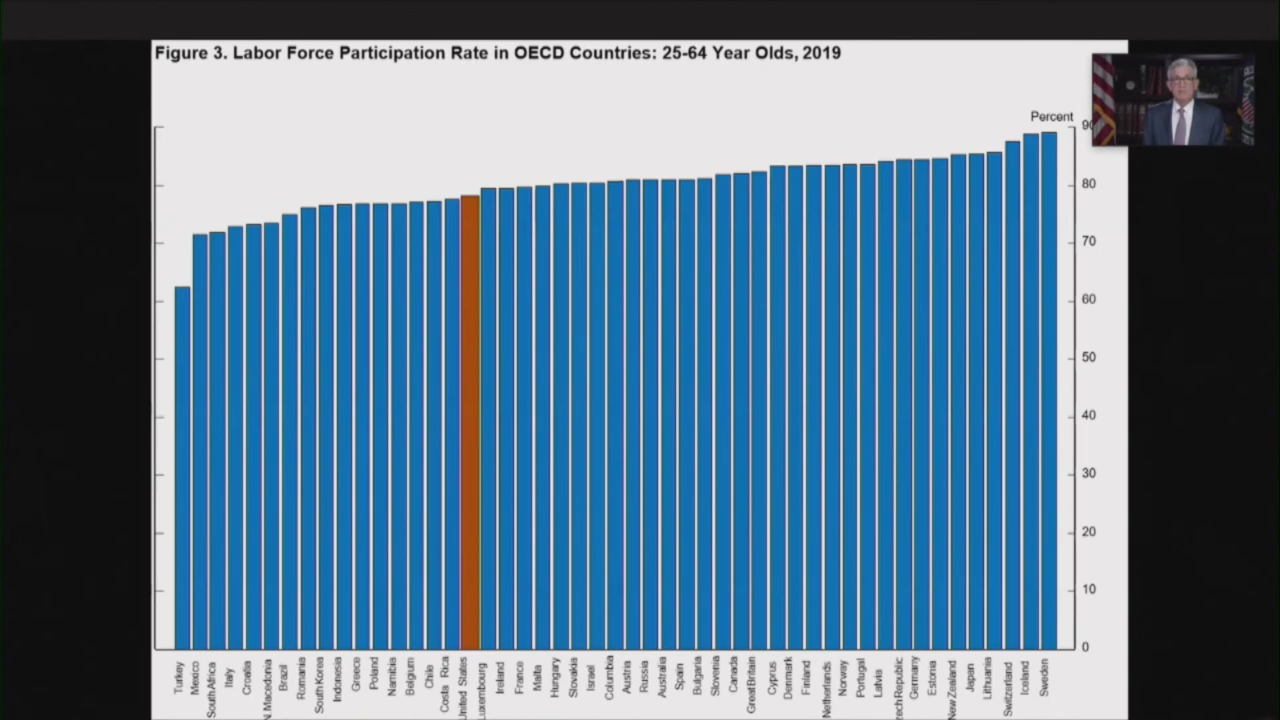 Figure 3. Labor Force Participation Rate in OECD Countries: 25-64 Year Olds, 2019
Percent
90
80
70
60
50
40
30
20
10
0
Turkey
Mexico
South Africa
Italy
Croatia
N. Macedonia
Brazil
Romania
South Korea
Indonesia
Greece
Poland
Namibia
Belgium
Chile
Costa Rica
United States
Luxembourg
Ireland
France
Malta
Hungary
Slovakia
Israel
Columbia
Austria
Russia
Australia
Spain
Bulgaria
Slovenia
Canada
Great Britain
Cyprus
Denmark
Finland
Netherlands
Norway
Portugal
Latvia
zech Republic
Germany
Estonia
New Zealand
Japan
Lithuania
Switzerland
Iceland
Sweden